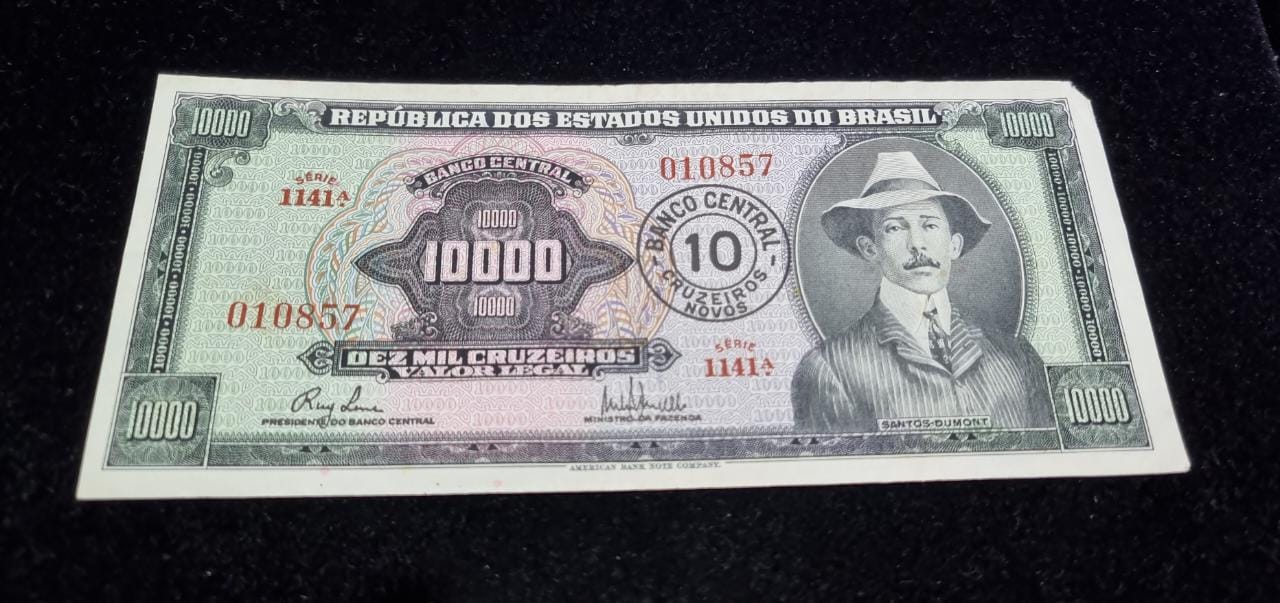 10000
REPÚBLICA DOS ESTADOS UNIDOS DO BRASIL
10000
BANCO CENTRAL
010857
SÉRIE
1141A
10000
10000
10000
BANCO CENTRAL
10
CRUZEIROS
NOVOS
010857
DEZ MIL CRUZEIROS
VALOR LEGAL
SÉRIE
1141A
PRESIDENTE DO BANCO CENTRAL
MINISTRO DA FAZENDA
10000
SANTOS-DUMONT
10000
AMERICAN BANK NOTE COMPANY.